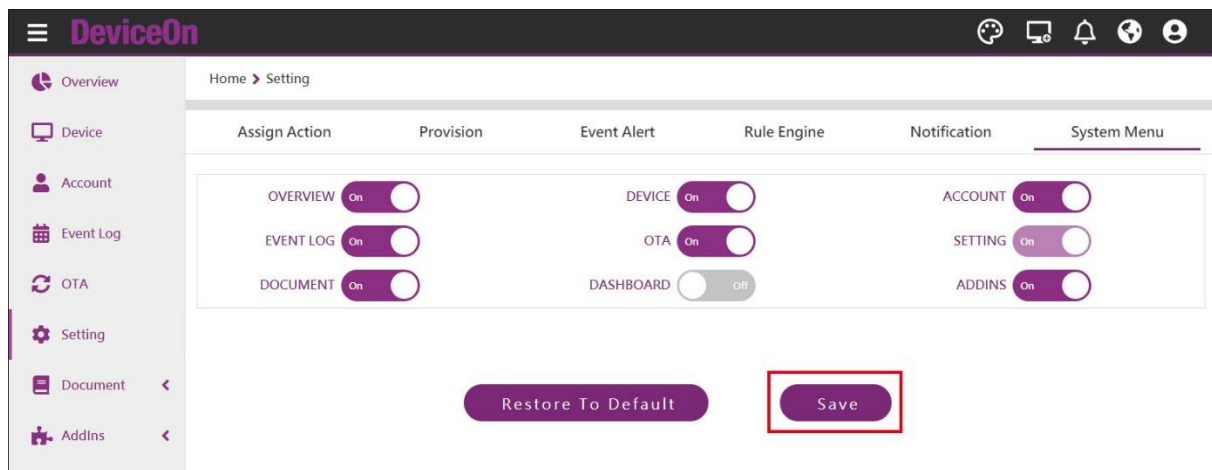 DeviceOn
Overview
Device
Account
Event Log
OTA
Setting
Document
AddIns
Home > Setting
Assign Action Provision Event Alert Rule Engine Notification System Menu
OVERVIEW On DEVICE On ACCOUNT On
EVENT LOG On OTA On SETTING On
DOCUMENT On DASHBOARD Off ADDINS On
Restore To Default Save